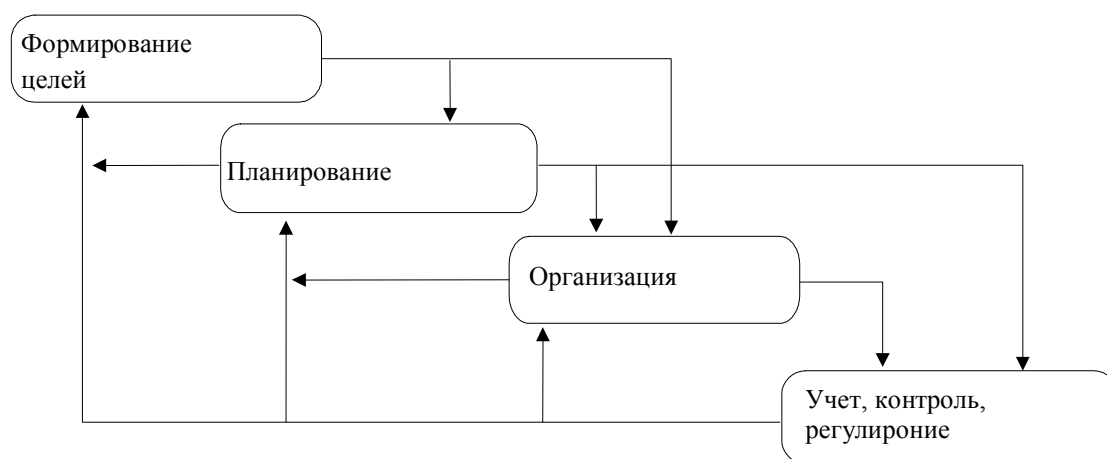 Формирование
целей
Планирование
Организация
Учет, контроль,
регулироние